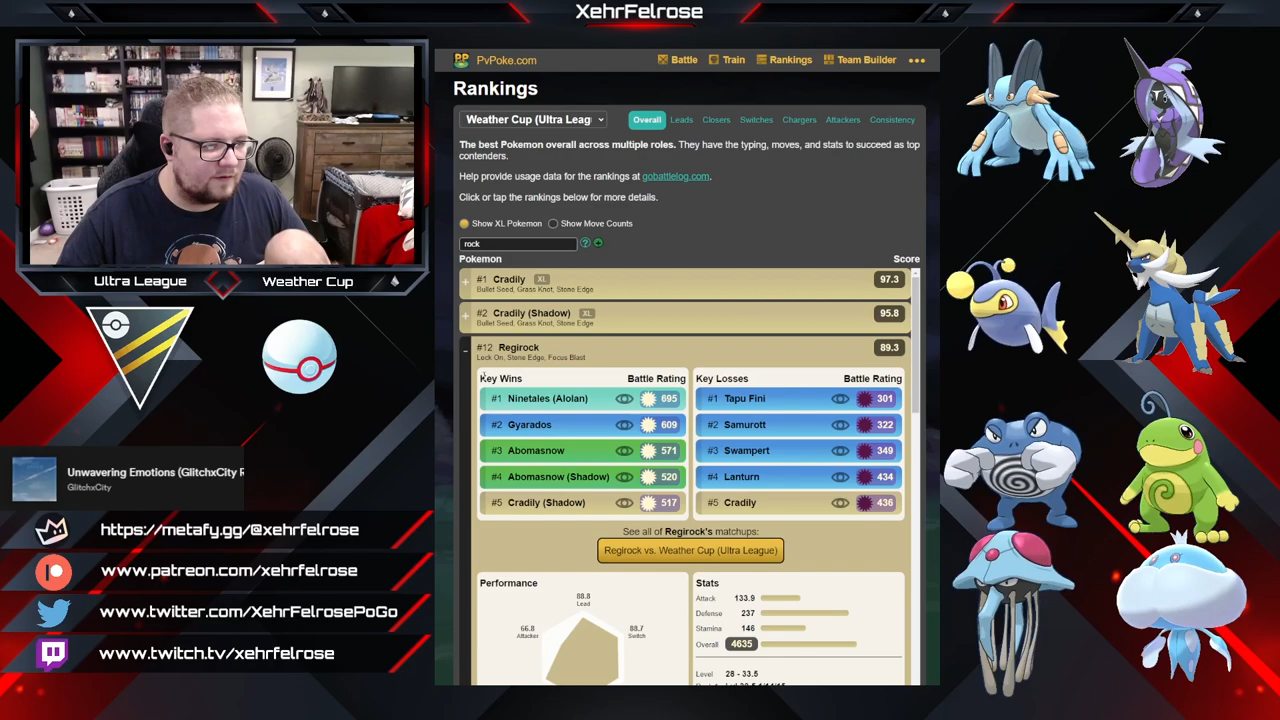 XehrFelrose
PvPoke.com
Battle
Train
Rankings
Team Builder
Rankings
Weather Cup (Ultra Leag
Overall
Leads
Closers
Switches
Chargers
Attackers
Consistency
The best Pokemon overall across multiple roles. They have the typing, moves, and stats to succeed as top
contenders.
Help provide usage data for the rankings at gobattlelog.com.
Click or tap the rankings below for more details.
Show XL Pokemon
Show Move Counts
rock
?
+
Pokemon
Score
+ #1 Cradily XL 97.3
Bullet Seed, Grass Knot, Stone Edge
+ #2 Cradily (Shadow) XL 95.8
Bullet Seed, Grass Knot, Stone Edge
- #12 Regirock 89.3
Lock On, Stone Edge, Focus Blast
Key Wins Battle Rating
#1 Ninetales (Alolan) 695
#2 Gyarados 609
#3 Abomasnow 571
#4 Abomasnow (Shadow) 520
#5 Cradily (Shadow) 517
Key Losses Battle Rating
#1 Tapu Fini 301
#2 Samurott 322
#3 Swampert 349
#4 Lanturn 434
#5 Cradily 436
See all of Regirock's matchups:
Regirock vs. Weather Cup (Ultra League)
Performance
88.8
Lead
66.8
Attacker
88.7
Switch
Stats
Attack 133.9
Defense 237
Stamina 146
Overall 4635
Level 28 - 33.5
Ultra League
Weather Cup
Unwavering Emotions (GlitchxCity R
GlitchxCity
https://metafy.gg/@xehrfelrose
www.patreon.com/xehrfelrose
www.twitter.com/XehrFelrosePoGo
www.twitch.tv/xehrfelrose